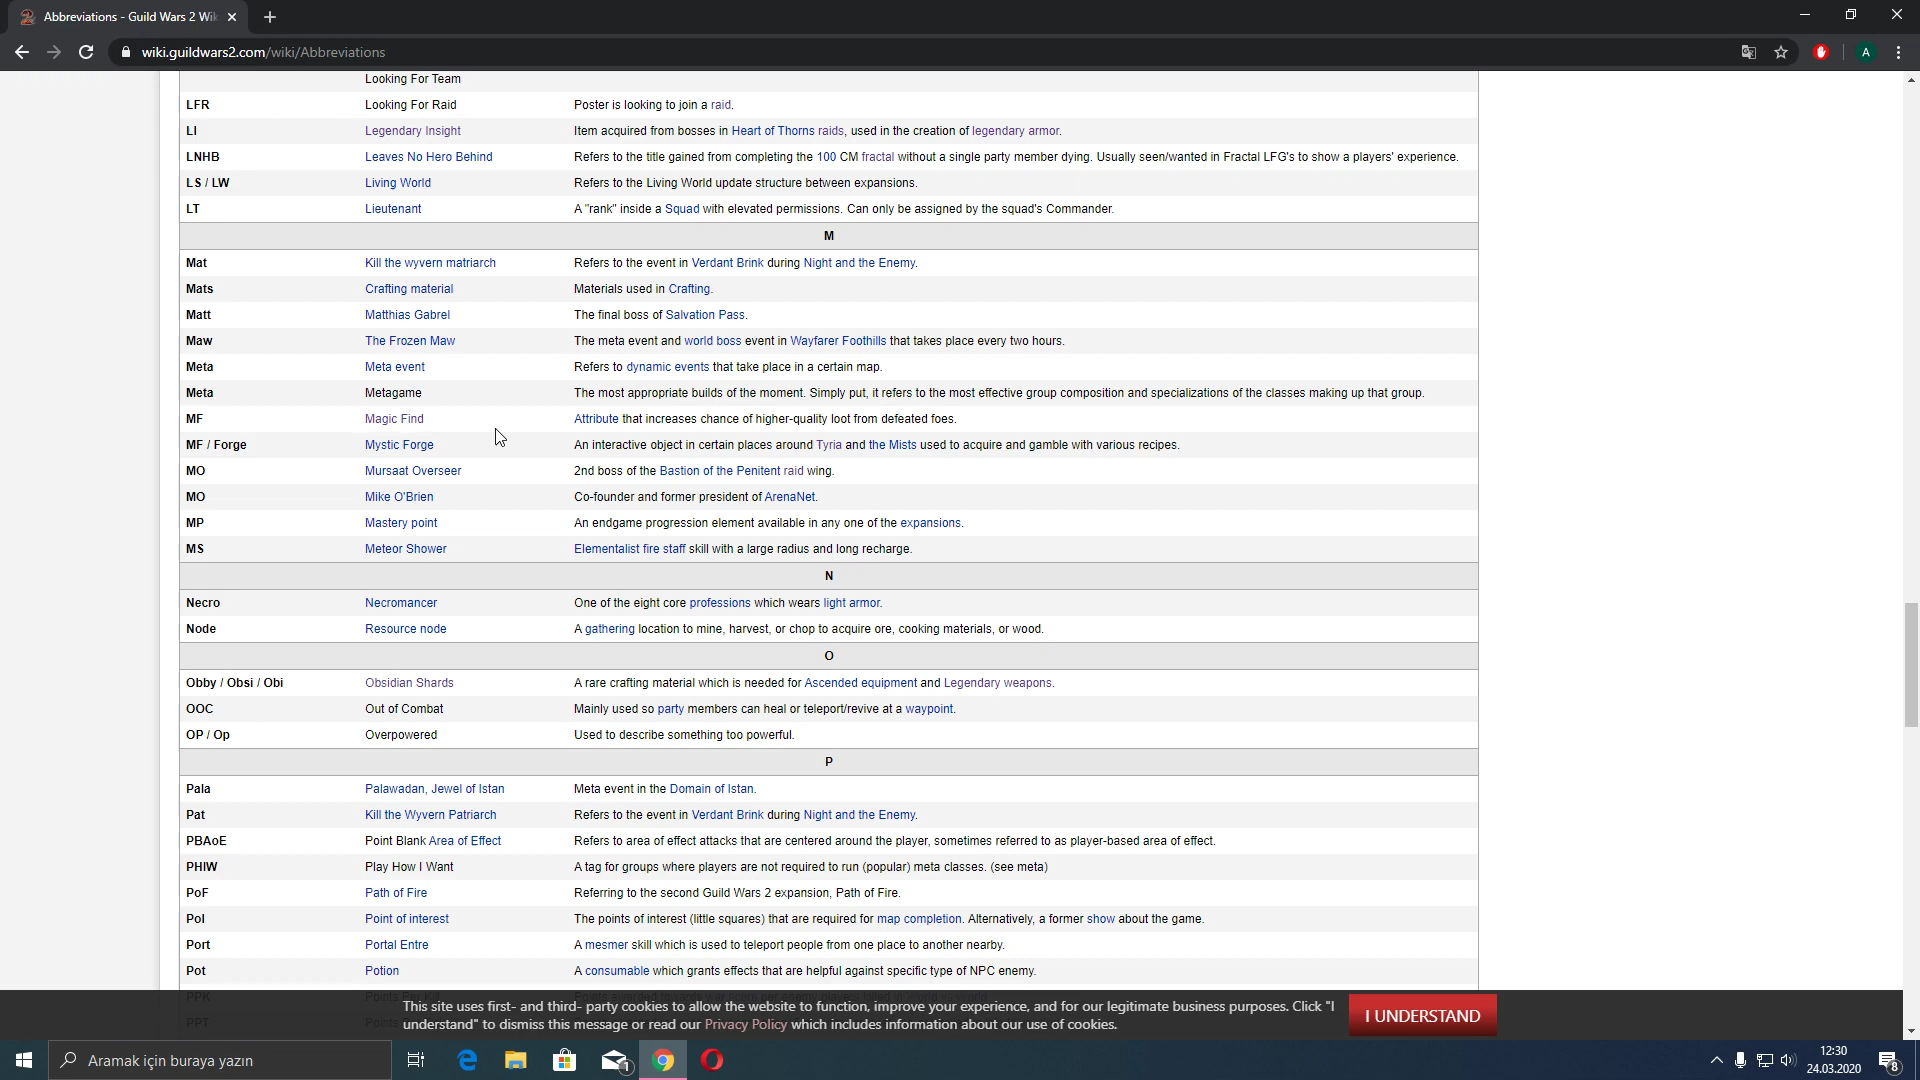 Abbreviations - Guild Wars 2 Wik
wiki.guildwars2.com/wiki/Abbreviations
A
Looking For Team
LFR Looking For Raid Poster is looking to join a raid.
LI Legendary Insight Item acquired from bosses in Heart of Thorns raids, used in the creation of legendary armor.
LNHB Leaves No Hero Behind Refers to the title gained from completing the 100 CM fractal without a single party member dying. Usually seen/wanted in Fractal LFG's to show a players' experience.
LS / LW Living World Refers to the Living World update structure between expansions.
LT Lieutenant A "rank" inside a Squad with elevated permissions. Can only be assigned by the squad's Commander.
M
Mat Kill the wyvern matriarch Refers to the event in Verdant Brink during Night and the Enemy.
Mats Crafting material Materials used in Crafting.
Matt Matthias Gabrel The final boss of Salvation Pass.
Maw The Frozen Maw The meta event and world boss event in Wayfarer Foothills that takes place every two hours.
Meta Meta event Refers to dynamic events that take place in a certain map.
Meta Metagame The most appropriate builds of the moment. Simply put, it refers to the most effective group composition and specializations of the classes making up that group.
MF Magic Find Attribute that increases chance of higher-quality loot from defeated foes.
MF / Forge Mystic Forge An interactive object in certain places around Tyria and the Mists used to acquire and gamble with various recipes.
MO Mursaat Overseer 2nd boss of the Bastion of the Penitent raid wing.
MO Mike O'Brien Co-founder and former president of ArenaNet.
MP Mastery point An endgame progression element available in any one of the expansions.
MS Meteor Shower Elementalist fire staff skill with a large radius and long recharge.
N
Necro Necromancer One of the eight core professions which wears light armor.
Node Resource node A gathering location to mine, harvest, or chop to acquire ore, cooking materials, or wood.
O
Obby / Obsi / Obi Obsidian Shards A rare crafting material which is needed for Ascended equipment and Legendary weapons.
OOC Out of Combat Mainly used so party members can heal or teleport/revive at a waypoint.
OP / Op Overpowered Used to describe something too powerful.
P
Pala Palawadan, Jewel of Istan Meta event in the Domain of Istan.
Pat Kill the Wyvern Patriarch Refers to the event in Verdant Brink during Night and the Enemy.
PBAoE Point Blank Area of Effect Refers to area of effect attacks that are centered around the player, sometimes referred to as player-based area of effect.
PHIW Play How I Want A tag for groups where players are not required to run (popular) meta classes. (see meta)
PoF Path of Fire Referring to the second Guild Wars 2 expansion, Path of Fire.
PoI Point of interest The points of interest (little squares) that are required for map completion. Alternatively, a former show about the game.
Port Portal Entre A mesmer skill which is used to teleport people from one place to another nearby.
Pot Potion A consumable which grants effects that are helpful against specific type of NPC enemy.
PPK
PPT
This site uses first- and third- party cookies to allow the website to function, improve your experience, and for our legitimate business purposes. Click "I
understand" to dismiss this message or read our Privacy Policy which includes information about our use of cookies.
I UNDERSTAND
Aramak için buraya yazın
1
12:30
24.03.2020
8